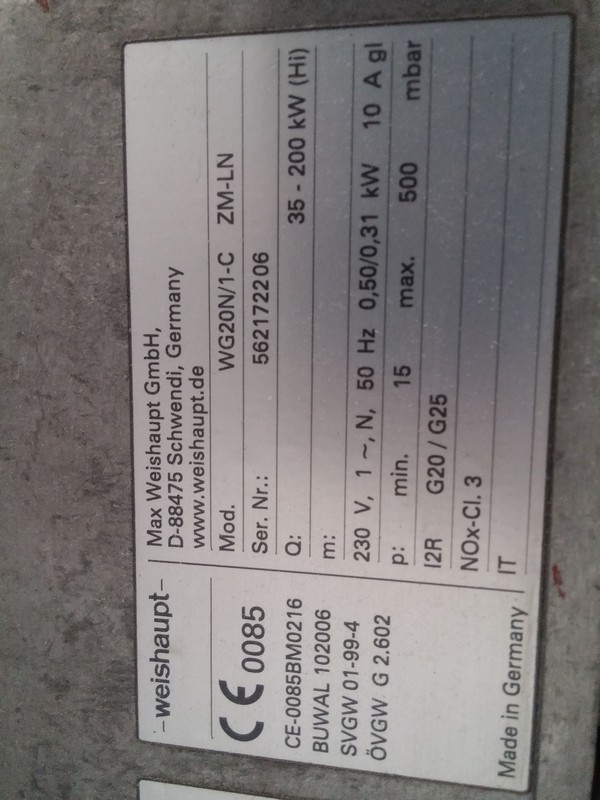 -weishaupt-
Max Weishaupt GmbH,
D-88475 Schwendi, Germany
www.weishaupt.de
CE 0085
CE-0085BM0216
BUWAL 102006
SVGW 01-99-4
ÖVGW G 2.602
Made in Germany
Mod. WG20N/1-C ZM-LN
Ser. Nr.: 562172206
Q: 35 - 200 kW (Hi)
m:
230 V, 1 ~, N, 50 Hz 0,50/0,31 kW 10 A gl
p: min. 15 max. 500 mbar
I2R G20 / G25
NOx-Cl. 3
IT